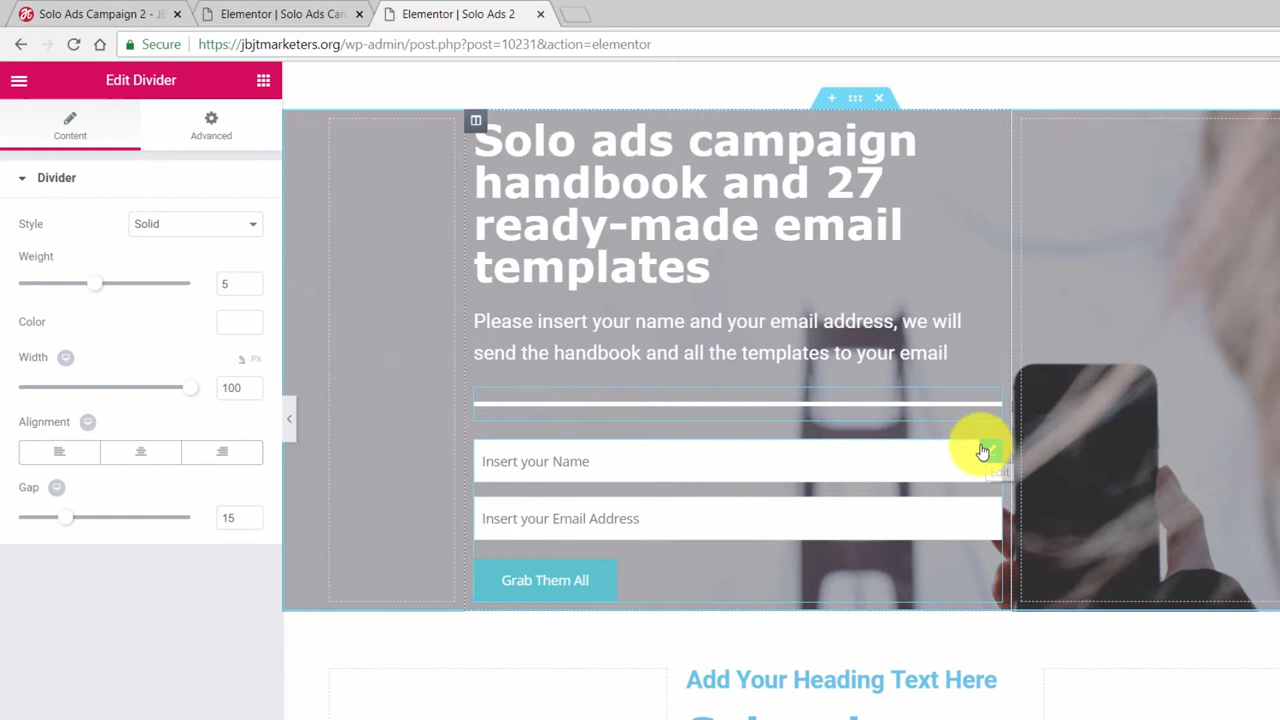 Solo Ads Campaign 2 - JE
Elementor | Solo Ads Can
Elementor | Solo Ads 2
Secure
https://jbjtmarketers.org/wp-admin/post.php?post=10231&action=elementor
Edit Divider
Content
Advanced
Divider
Style
Solid
Weight
5
Color
Width
% PX
100
Alignment
Gap
15
Solo ads campaign
handbook and 27
ready-made email
templates
Please insert your name and your email address, we will
send the handbook and all the templates to your email
Insert your Name
Edit
Insert your Email Address
Grab Them All
Add Your Heading Text Here